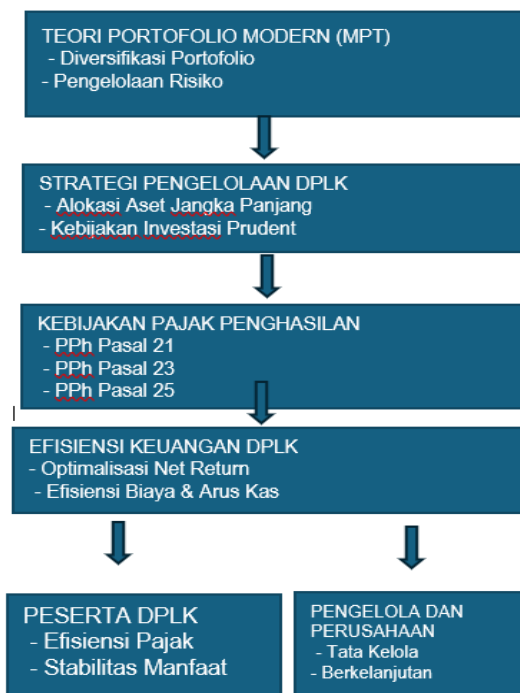 TEORI PORTOFOLIO MODERN (MPT)
- Diversifikasi Portofolio
- Pengelolaan Risiko
STRATEGI PENGELOLAAN DPLK
- Alokasi Aset Jangka Panjang
- Kebijakan Investasi Prudent
KEBIJAKAN PAJAK PENGHASILAN
- PPh Pasal 21
- PPh Pasal 23
- PPh Pasal 25
EFISIENSI KEUANGAN DPLK
- Optimalisasi Net Return
- Efisiensi Biaya & Arus Kas
PESERTA DPLK
- Efisiensi Pajak
- Stabilitas Manfaat
PENGELOLA DAN
PERUSAHAAN
- Tata Kelola
- Berkelanjutan